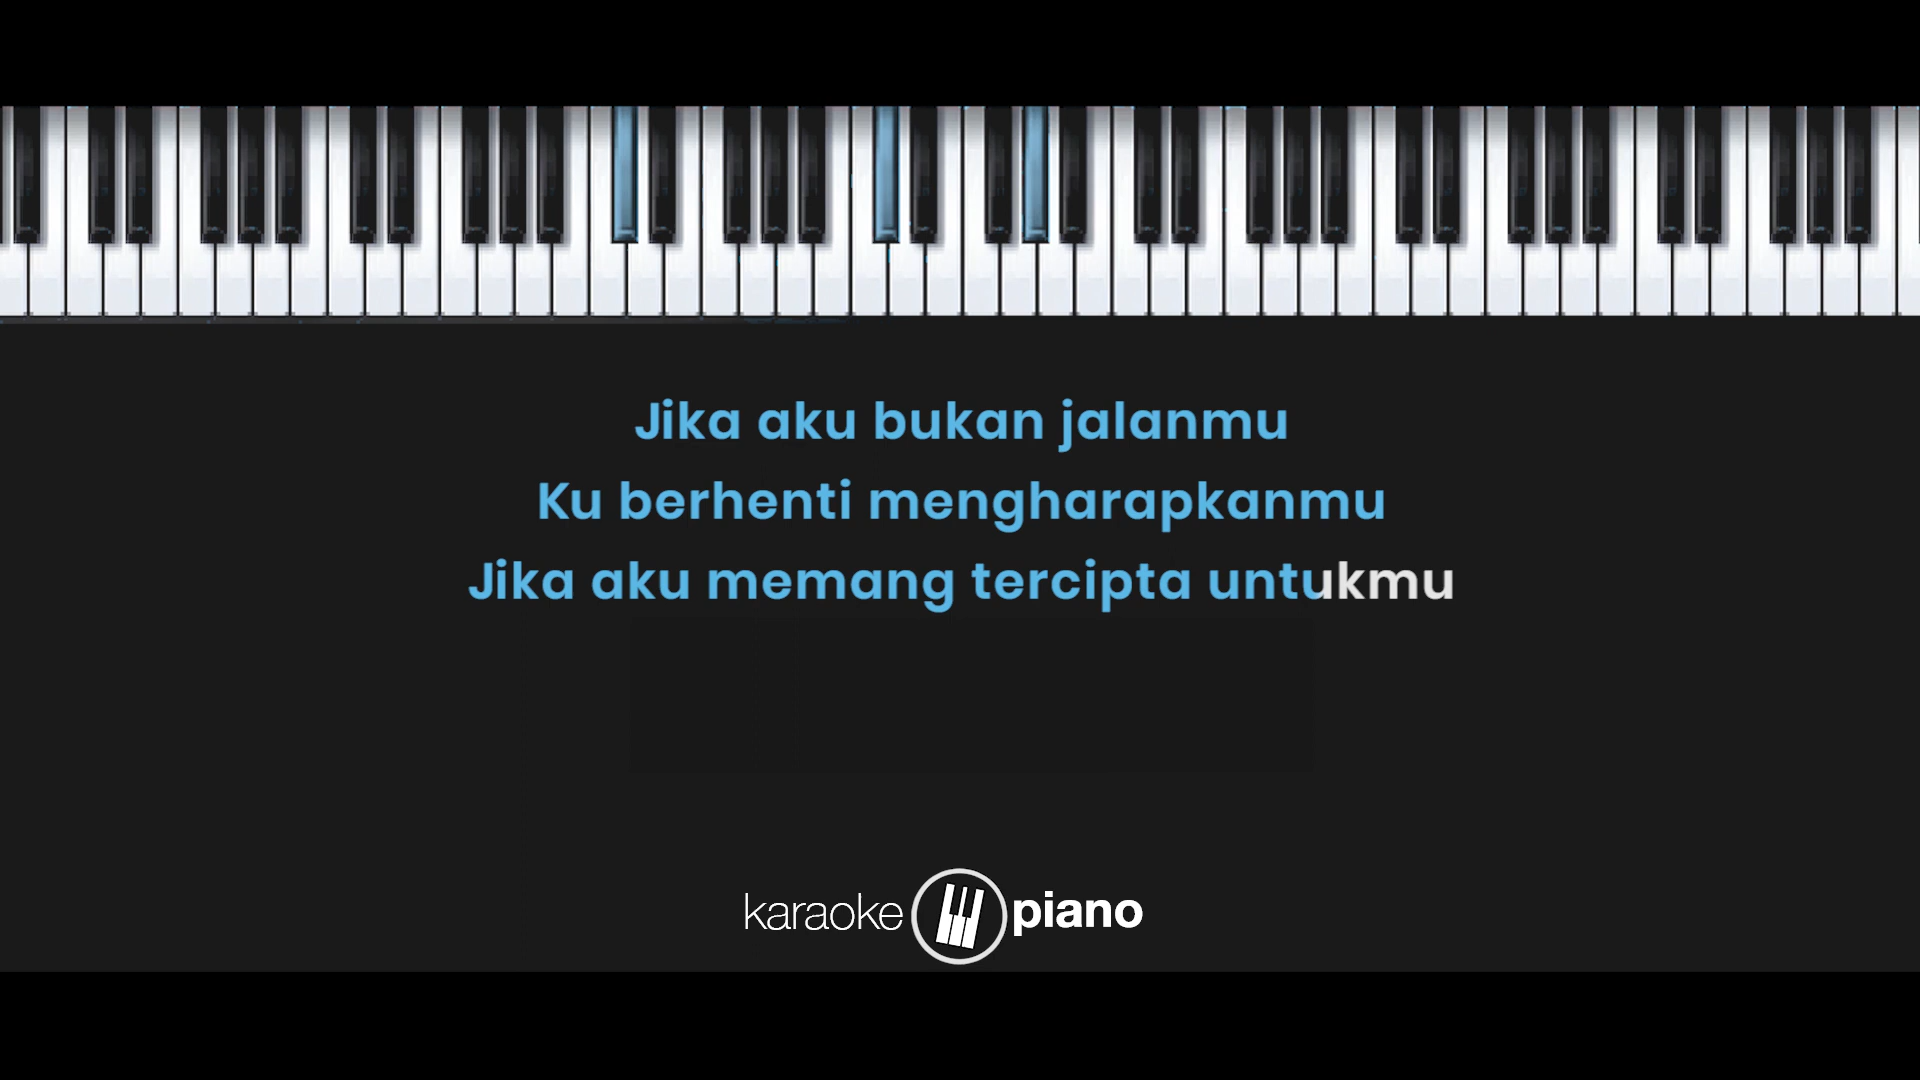 Jika aku bukan jalanmu
Ku berhenti mengharapkanmu
Jika aku memang tercipta untukmu
karaoke piano